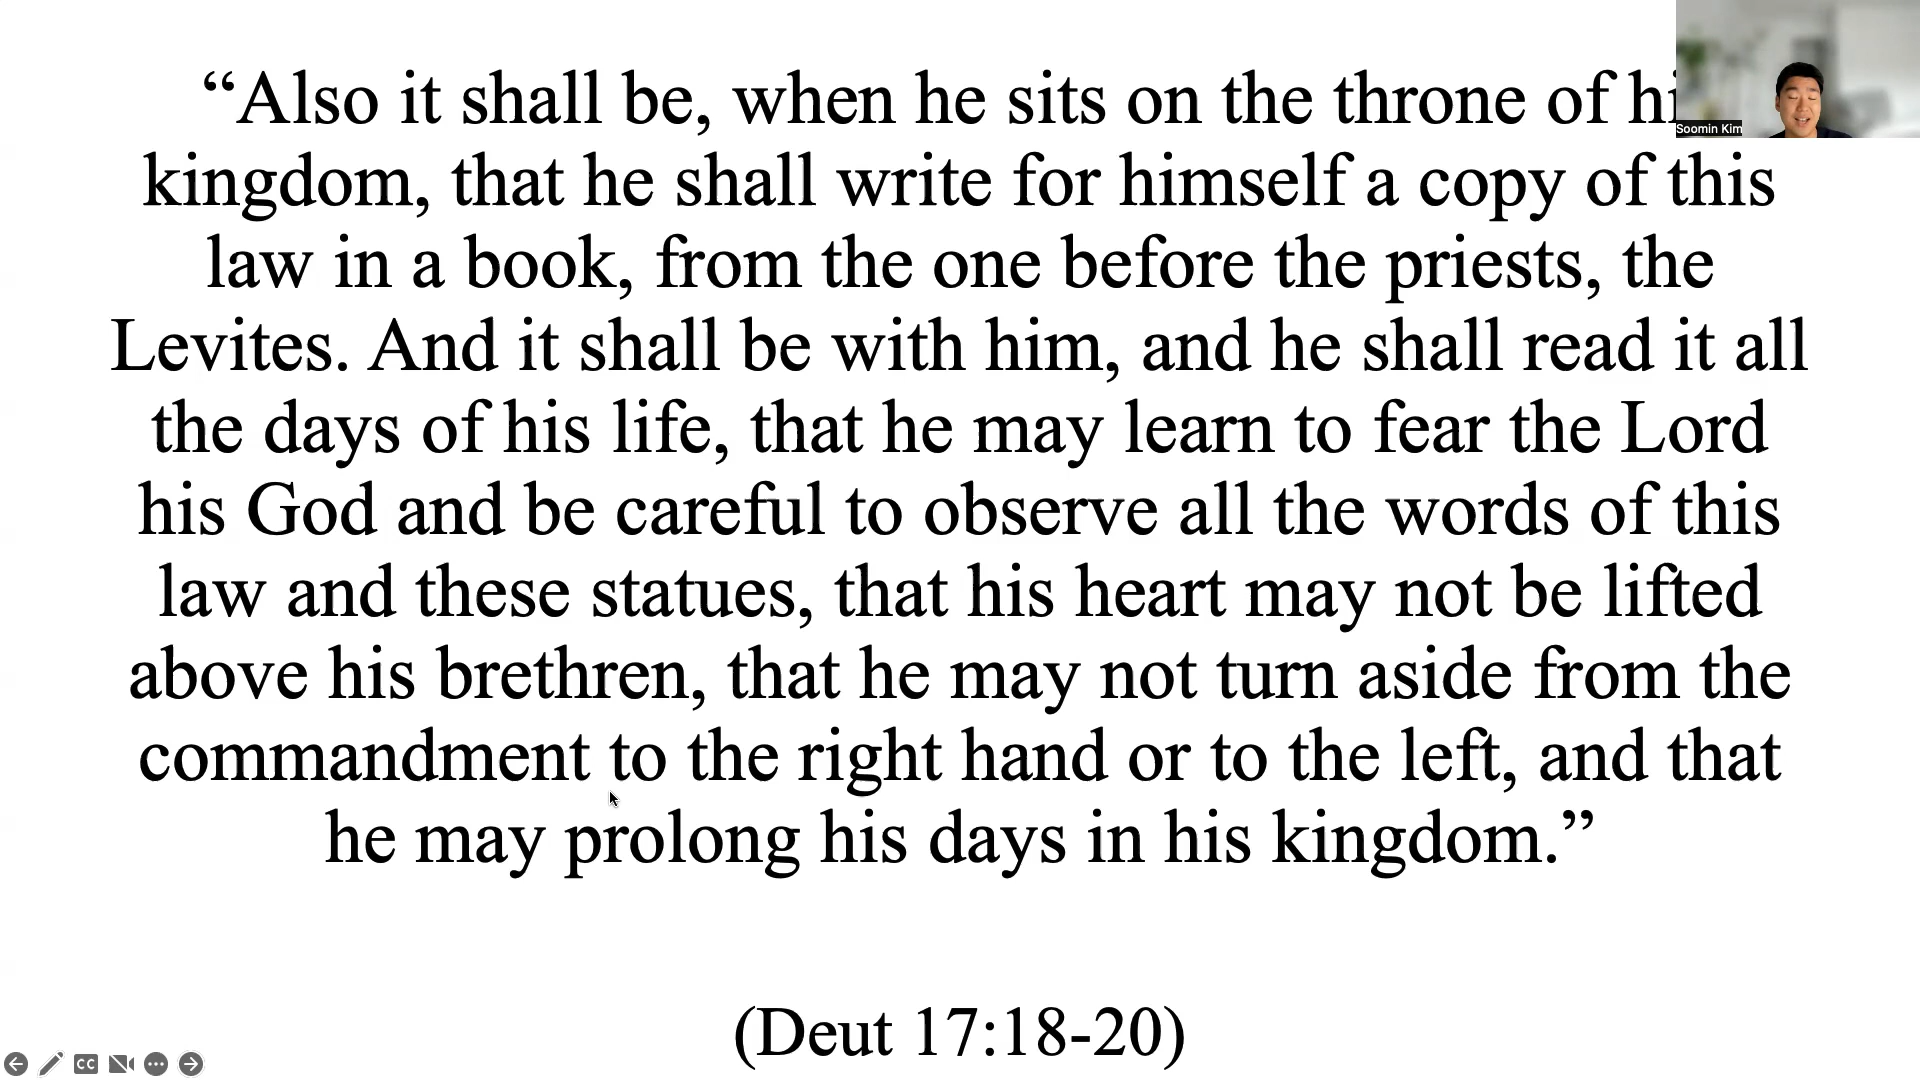 “Also it shall be, when he sits on the throne of hi
kingdom, that he shall write for himself a copy of this
law in a book, from the one before the priests, the
Levites. And it shall be with him, and he shall read it all
the days of his life, that he may learn to fear the Lord
his God and be careful to observe all the words of this
law and these statues, that his heart may not be lifted
above his brethren, that he may not turn aside from the
commandment to the right hand or to the left, and that
he may prolong his days in his kingdom.”
(Deut 17:18-20)
Soomin Kim
CC